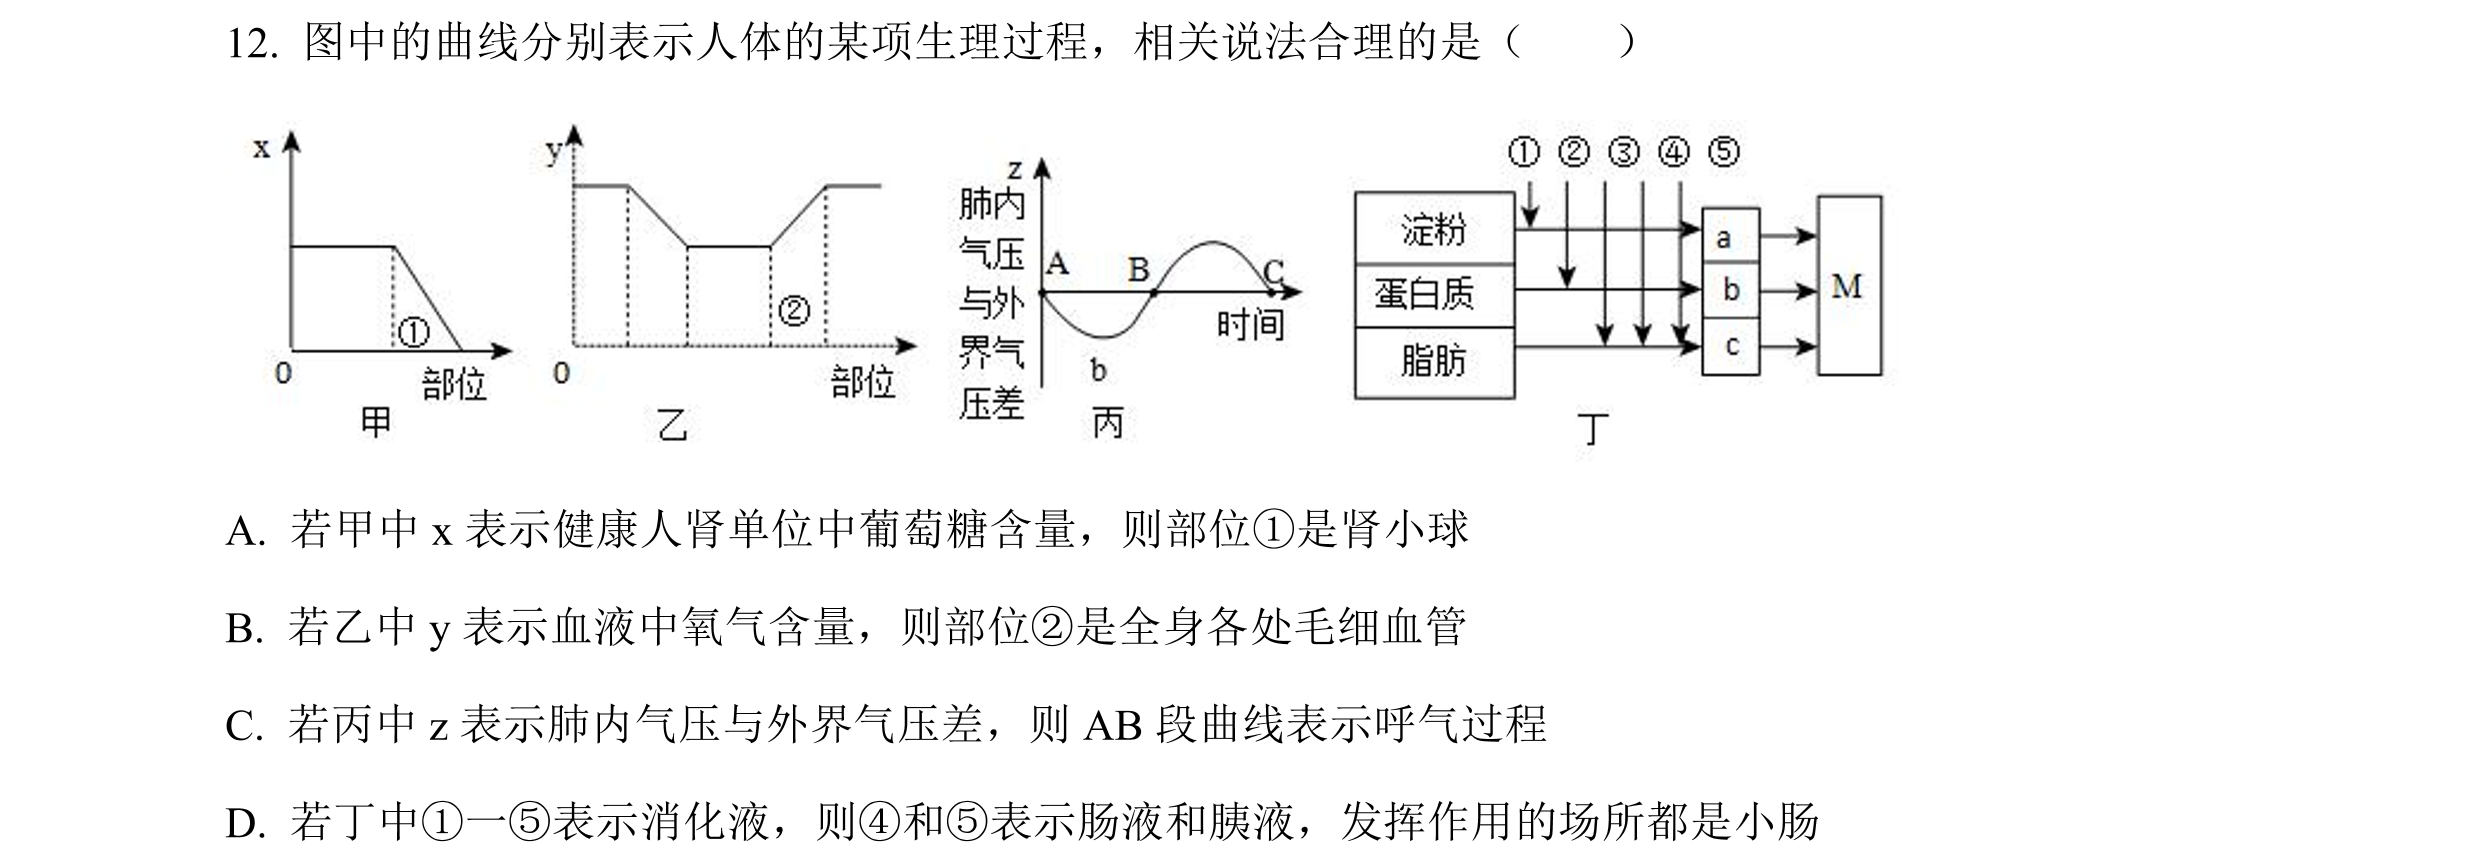 12. 图中的曲线分别表示人体的某项生理过程，相关说法合理的是（　　）
x
0
①
部位
甲
y
0
②
部位
乙
z
肺内
气压
与外
界气
压差
A
B
C
b
时间
丙
① ② ③ ④ ⑤
淀粉
蛋白质
脂肪
a
b
c
M
丁
A. 若甲中 x 表示健康人肾单位中葡萄糖含量，则部位①是肾小球
B. 若乙中 y 表示血液中氧气含量，则部位②是全身各处毛细血管
C. 若丙中 z 表示肺内气压与外界气压差，则 AB 段曲线表示呼气过程
D. 若丁中①一⑤表示消化液，则④和⑤表示肠液和胰液，发挥作用的场所都是小肠